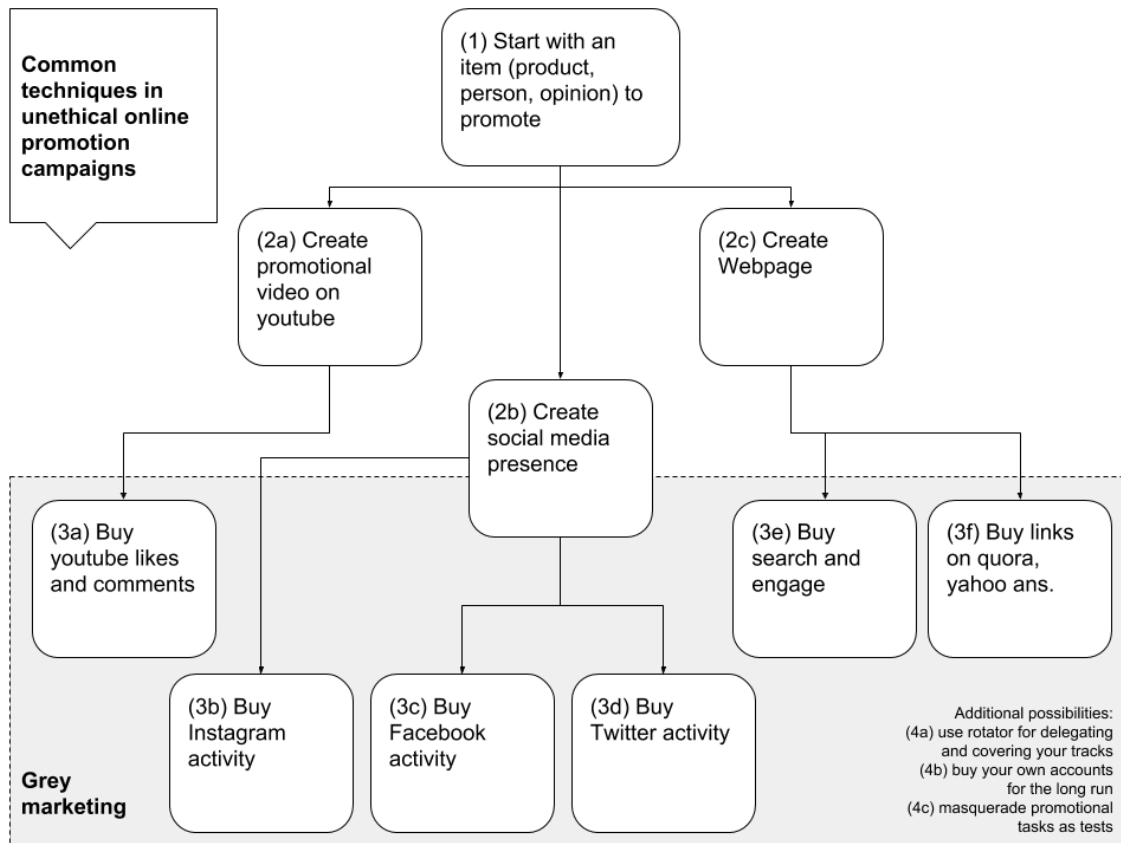 Common
techniques in
unethical online
promotion
campaigns
(1) Start with an
item (product,
person, opinion) to
promote
(2a) Create
promotional
video on
youtube
(2c) Create
Webpage
(2b) Create
social media
presence
(3a) Buy
youtube likes
and comments
(3e) Buy
search and
engage
(3f) Buy links
on quora,
yahoo ans.
(3b) Buy
Instagram
activity
(3c) Buy
Facebook
activity
(3d) Buy
Twitter activity
Grey
marketing
Additional possibilities:
(4a) use rotator for delegating
and covering your tracks
(4b) buy your own accounts
for the long run
(4c) masquerade promotional
tasks as tests